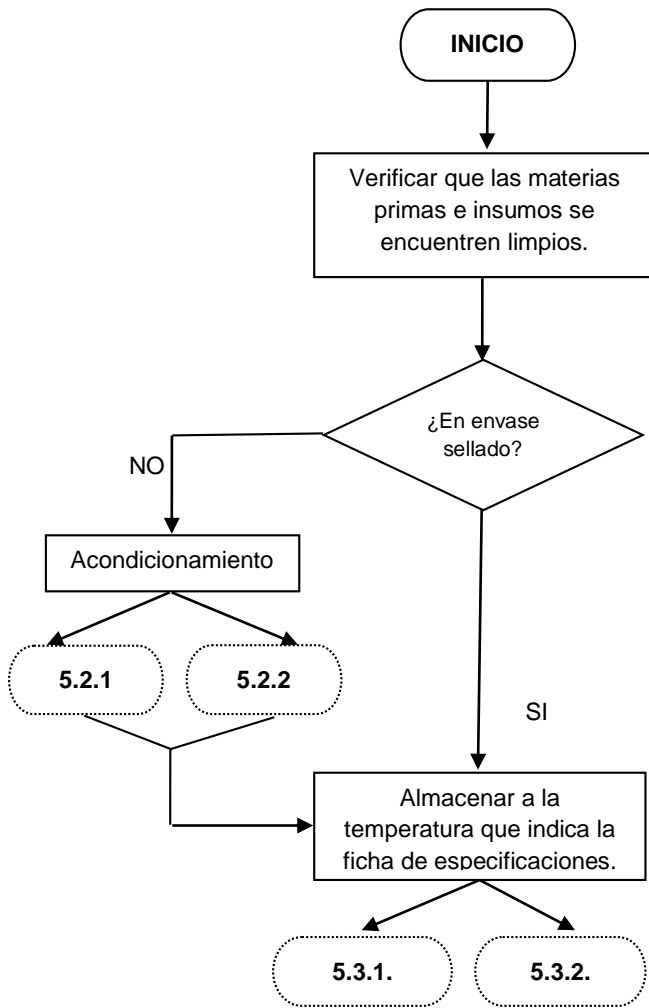 INICIO
Verificar que las materias
primas e insumos se
encuentren limpios.
¿En envase
sellado?
NO
Acondicionamiento
5.2.1
5.2.2
SI
Almacenar a la
temperatura que indica la
ficha de especificaciones.
5.3.1.
5.3.2.